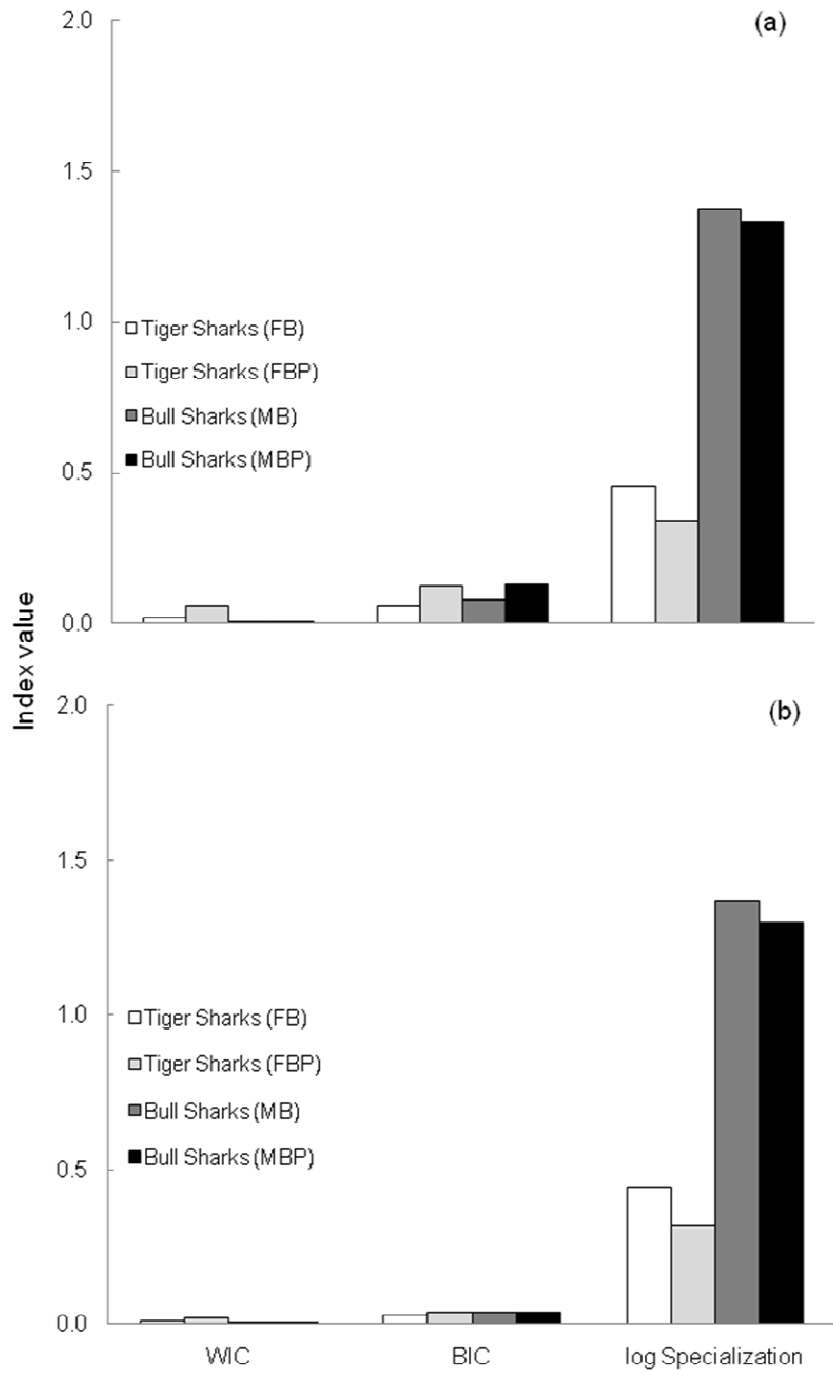 (a)
2.0
1.5
1.0
0.5
0.0
Tiger Sharks (FB)
Tiger Sharks (FBP)
Bull Sharks (MB)
Bull Sharks (MBP)
Index value
(b)
2.0
1.5
1.0
0.5
0.0
Tiger Sharks (FB)
Tiger Sharks (FBP)
Bull Sharks (MB)
Bull Sharks (MBP)
WIC BIC log Specialization